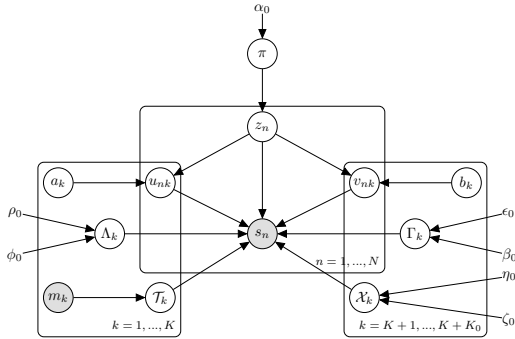 α₀
π
zₙ
aₖ uₙₖ vₙₖ bₖ
ρ₀ ϵ₀
Λₖ sₙ Γₖ
ϕ₀ β₀
n = 1, ..., N
η₀
mₖ 𝒯ₖ 𝒳ₖ
ζ₀
k = 1, ..., K k = K + 1, ..., K + K₀